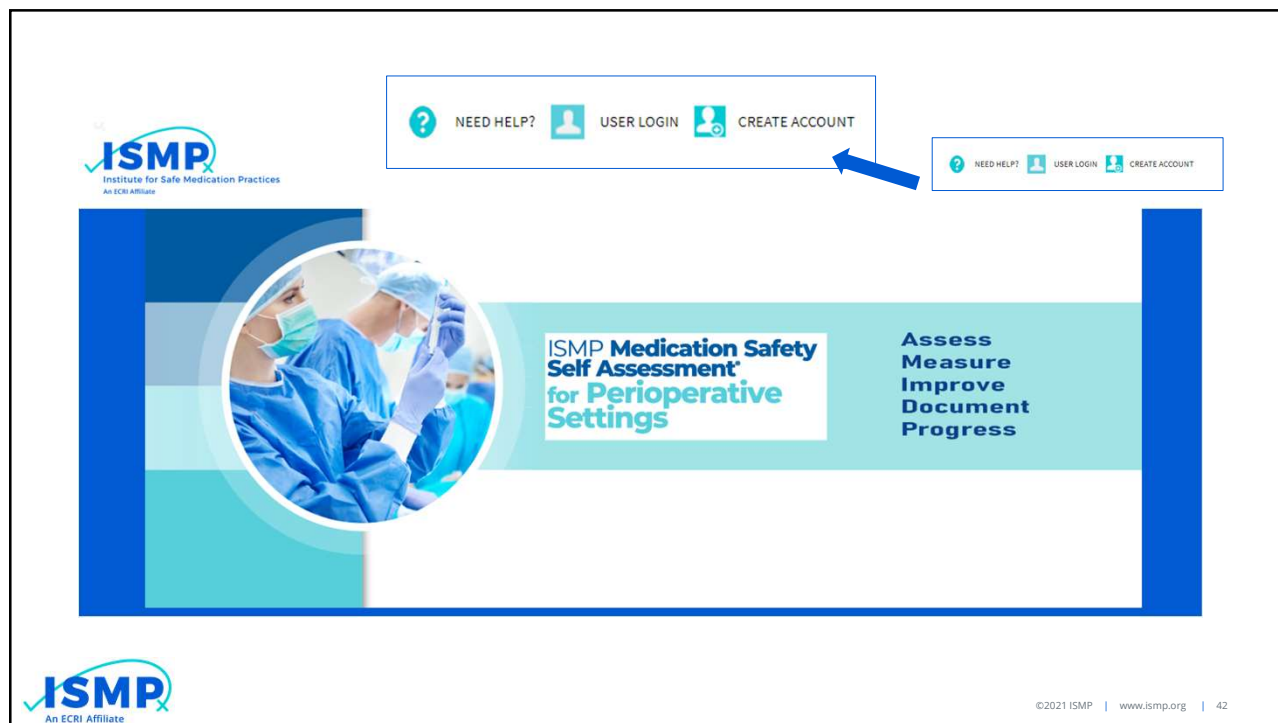 ? NEED HELP? USER LOGIN CREATE ACCOUNT
ISMP
Institute for Safe Medication Practices
An ECRI Affiliate
? NEED HELP? USER LOGIN CREATE ACCOUNT
ISMP Medication Safety
Self Assessment®
for Perioperative
Settings
Assess
Measure
Improve
Document
Progress
ISMP
An ECRI Affiliate
©2021 ISMP | www.ismp.org | 42